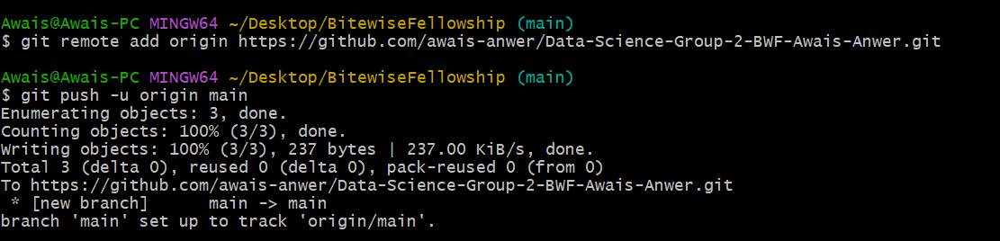 Awais@Awais-PC MINGW64 ~/Desktop/BitewiseFellowship (main)
$ git remote add origin https://github.com/awais-anwer/Data-Science-Group-2-BWF-Awais-Anwer.git
Awais@Awais-PC MINGW64 ~/Desktop/BitewiseFellowship (main)
$ git push -u origin main
Enumerating objects: 3, done.
Counting objects: 100% (3/3), done.
Writing objects: 100% (3/3), 237 bytes | 237.00 KiB/s, done.
Total 3 (delta 0), reused 0 (delta 0), pack-reused 0 (from 0)
To https://github.com/awais-anwer/Data-Science-Group-2-BWF-Awais-Anwer.git
 * [new branch]      main -> main
branch 'main' set up to track 'origin/main'.